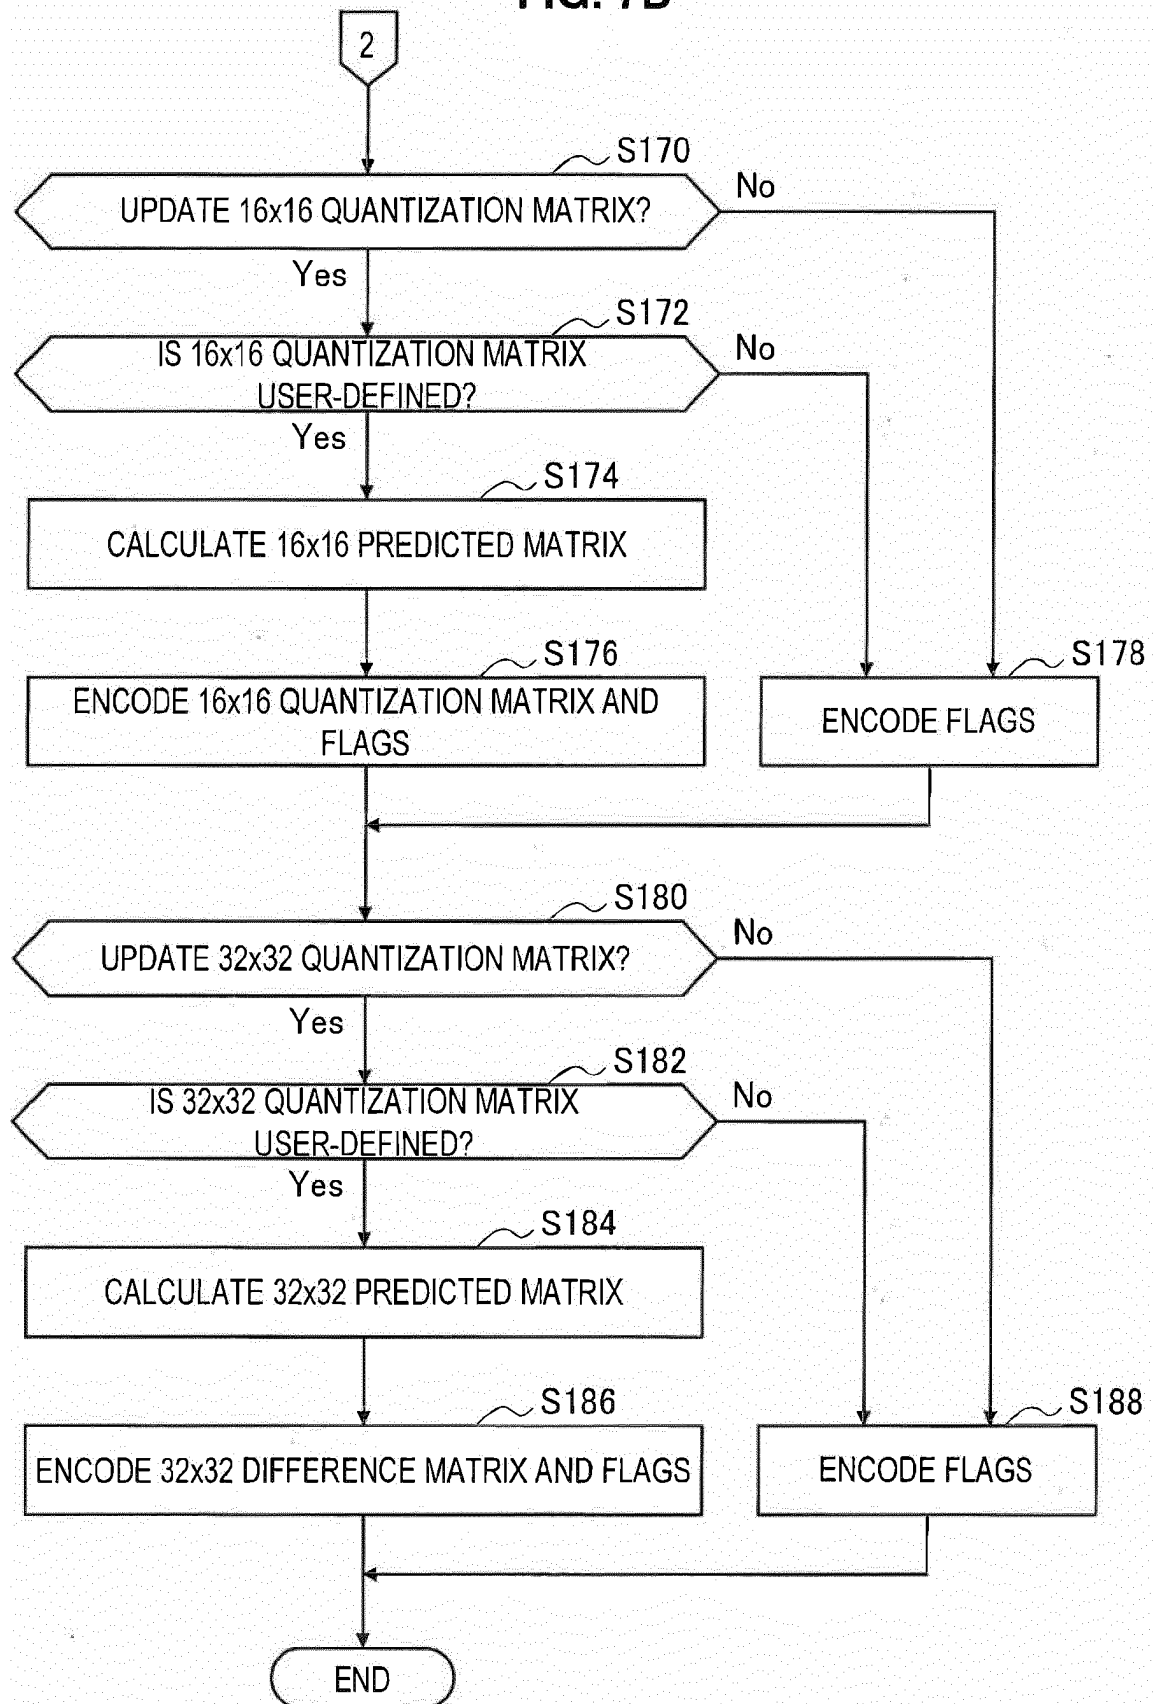 FIG. 7B
2
S170
UPDATE 16x16 QUANTIZATION MATRIX?
No
Yes
S172
IS 16x16 QUANTIZATION MATRIX
USER-DEFINED?
No
Yes
S174
CALCULATE 16x16 PREDICTED MATRIX
S176
ENCODE 16x16 QUANTIZATION MATRIX AND
FLAGS
S178
ENCODE FLAGS
S180
UPDATE 32x32 QUANTIZATION MATRIX?
No
Yes
S182
IS 32x32 QUANTIZATION MATRIX
USER-DEFINED?
No
Yes
S184
CALCULATE 32x32 PREDICTED MATRIX
S186
ENCODE 32x32 DIFFERENCE MATRIX AND FLAGS
S188
ENCODE FLAGS
END